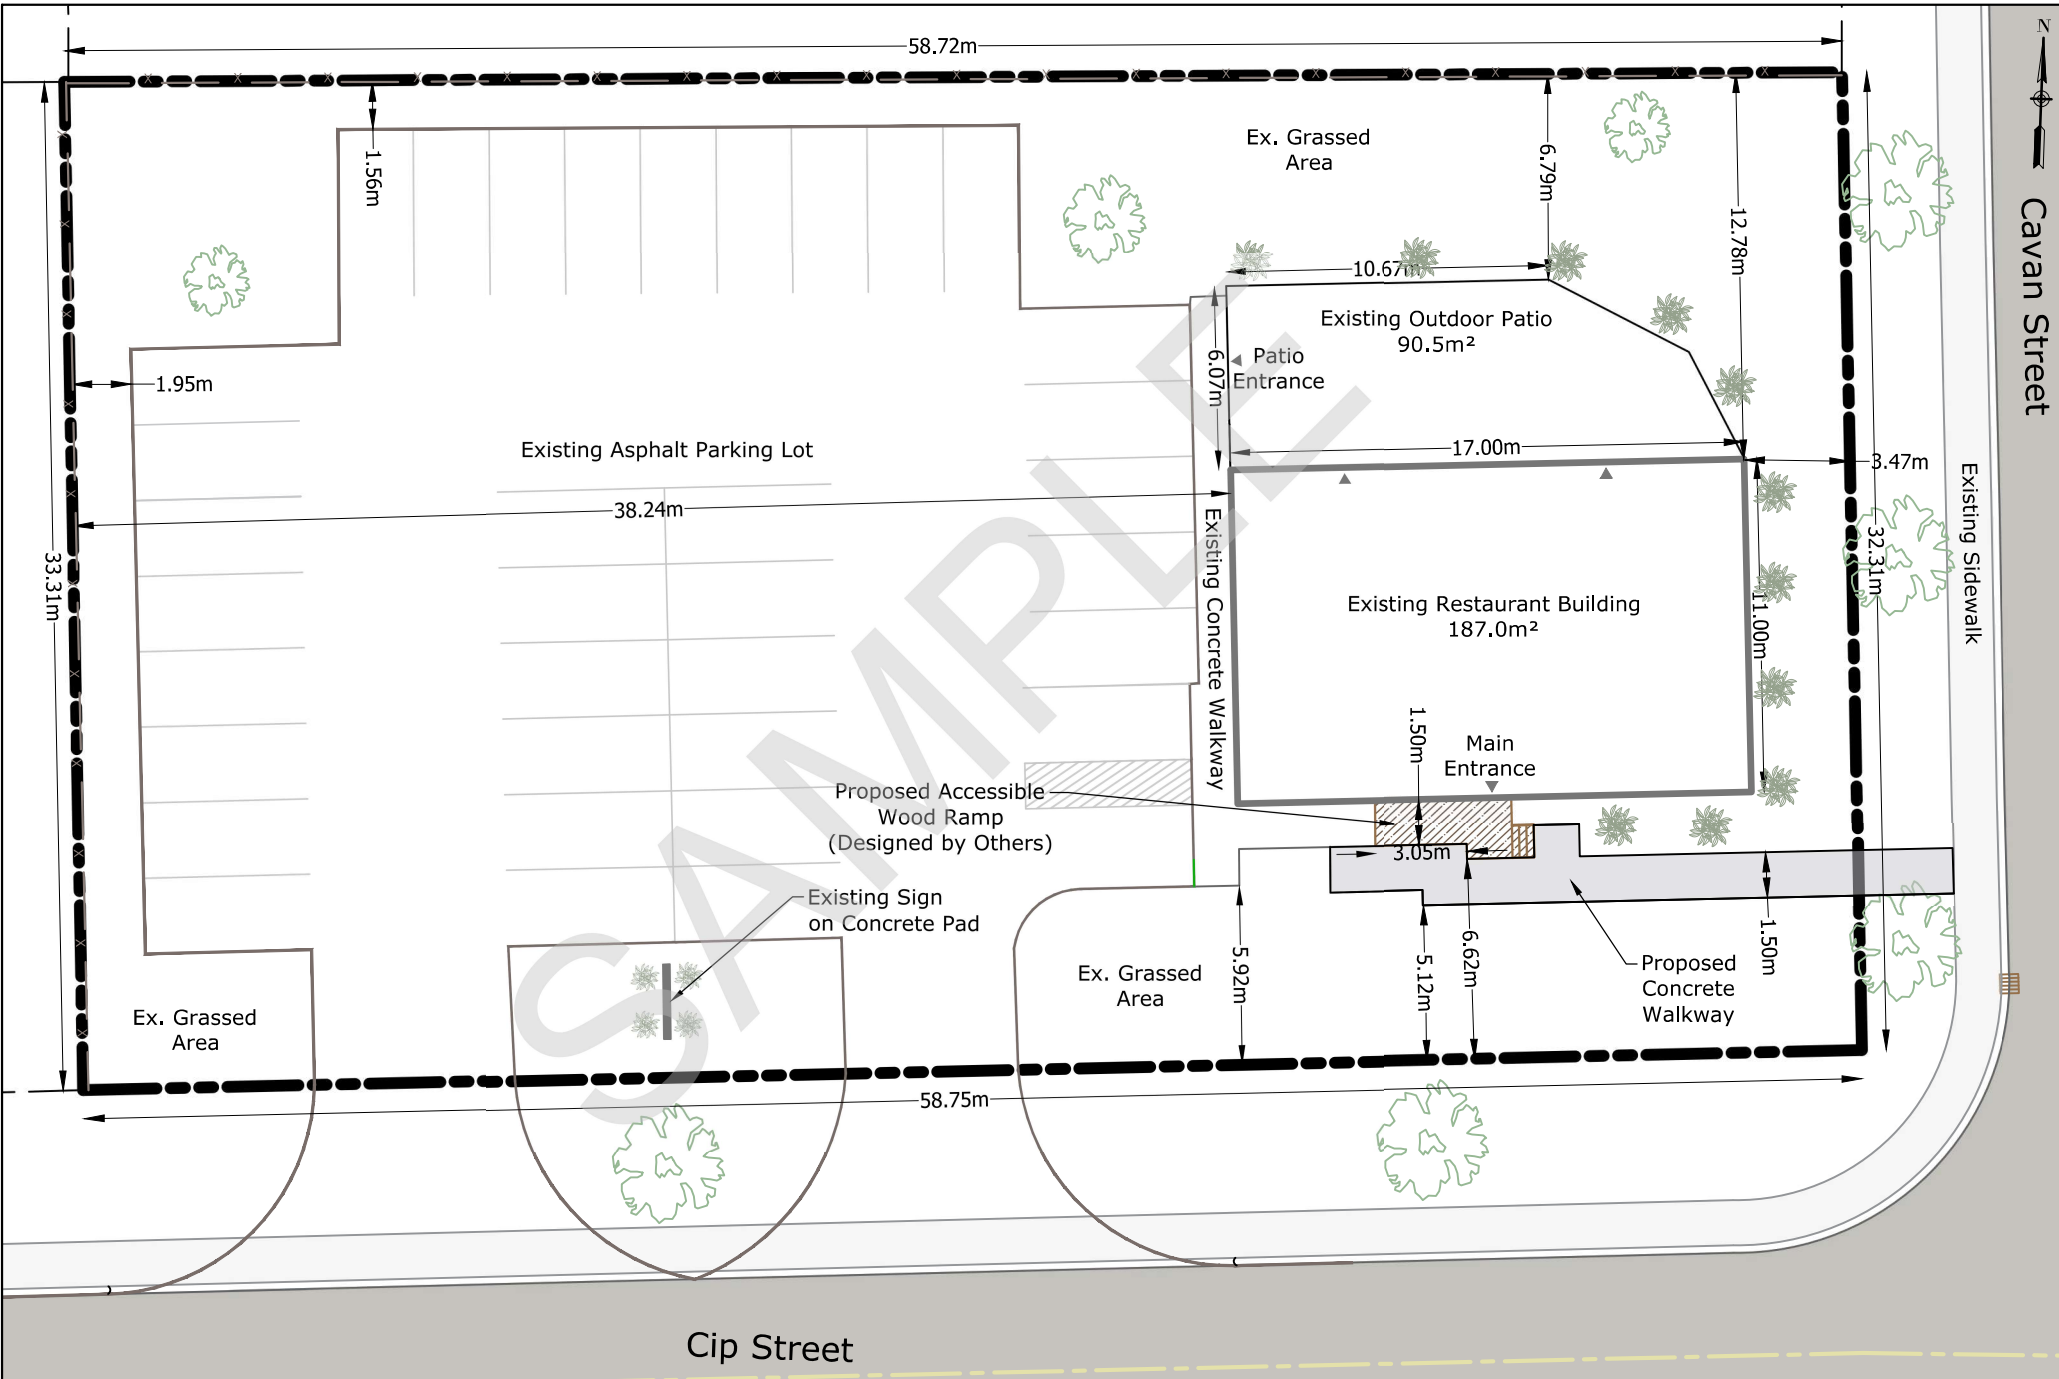 58.72m
N
Cavan Street
1.56m
Ex. Grassed
Area
6.79m
12.78m
10.67m
Existing Outdoor Patio
90.5m²
6.07m
Patio
Entrance
1.95m
Existing Asphalt Parking Lot
17.00m
3.47m
38.24m
33.31m
Existing Concrete Walkway
32.31m
Existing Sidewalk
Existing Restaurant Building
187.0m²
11.00m
1.50m
Main
Entrance
Proposed Accessible
Wood Ramp
(Designed by Others)
3.05m
Existing Sign
on Concrete Pad
5.92m
5.12m
6.62m
1.50m
Ex. Grassed
Area
Proposed
Concrete
Walkway
Ex. Grassed
Area
58.75m
Cip Street
SAMPLE